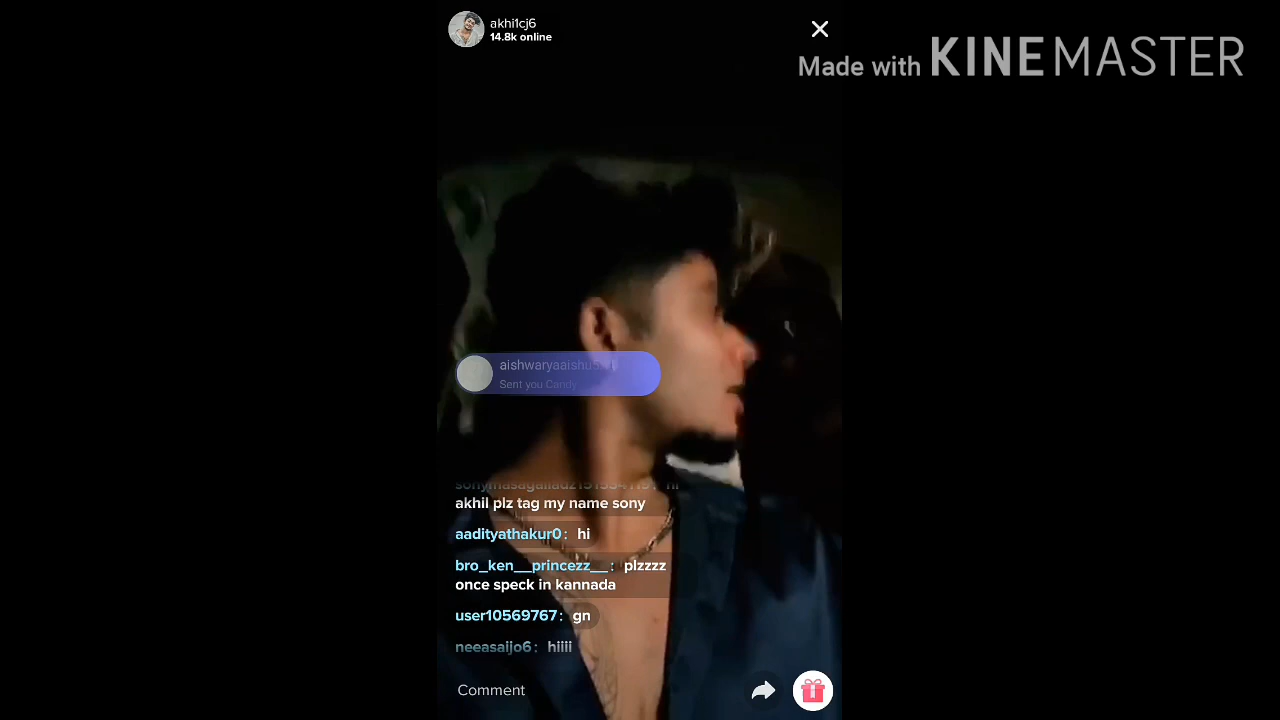 akhi1cj6
14.8k online
Made with KINEMASTER
Sent you Candy
akhil plz tag my name sony
aadityathakur0: hi
bro_ken__princezz__: plzzzz
once speck in kannada
user10569767: gn
neeasaijo6: hiiii
Comment